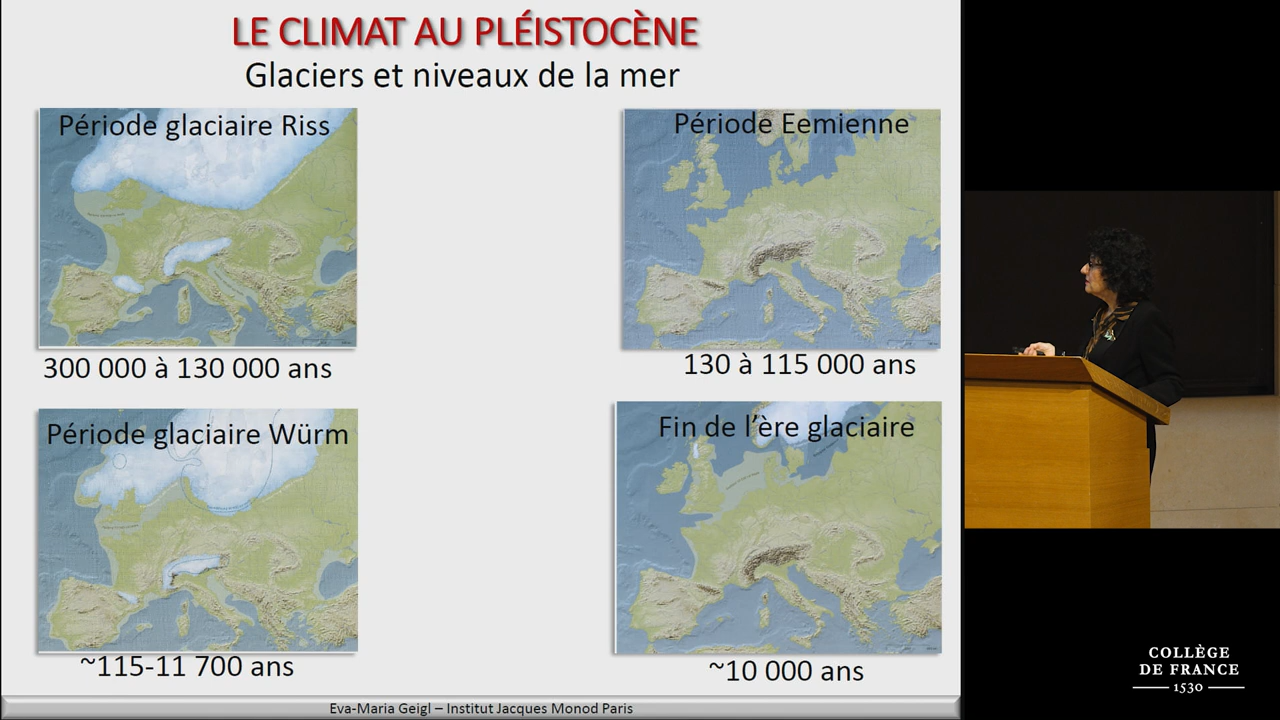 LE CLIMAT AU PLÉISTOCÈNE
Glaciers et niveaux de la mer
Période glaciaire Riss
300 000 à 130 000 ans
Période Eemienne
130 à 115 000 ans
Période glaciaire Würm
~115-11 700 ans
Fin de l'ère glaciaire
~10 000 ans
Eva-Maria Geigl – Institut Jacques Monod Paris
COLLÈGE
DE FRANCE
1530